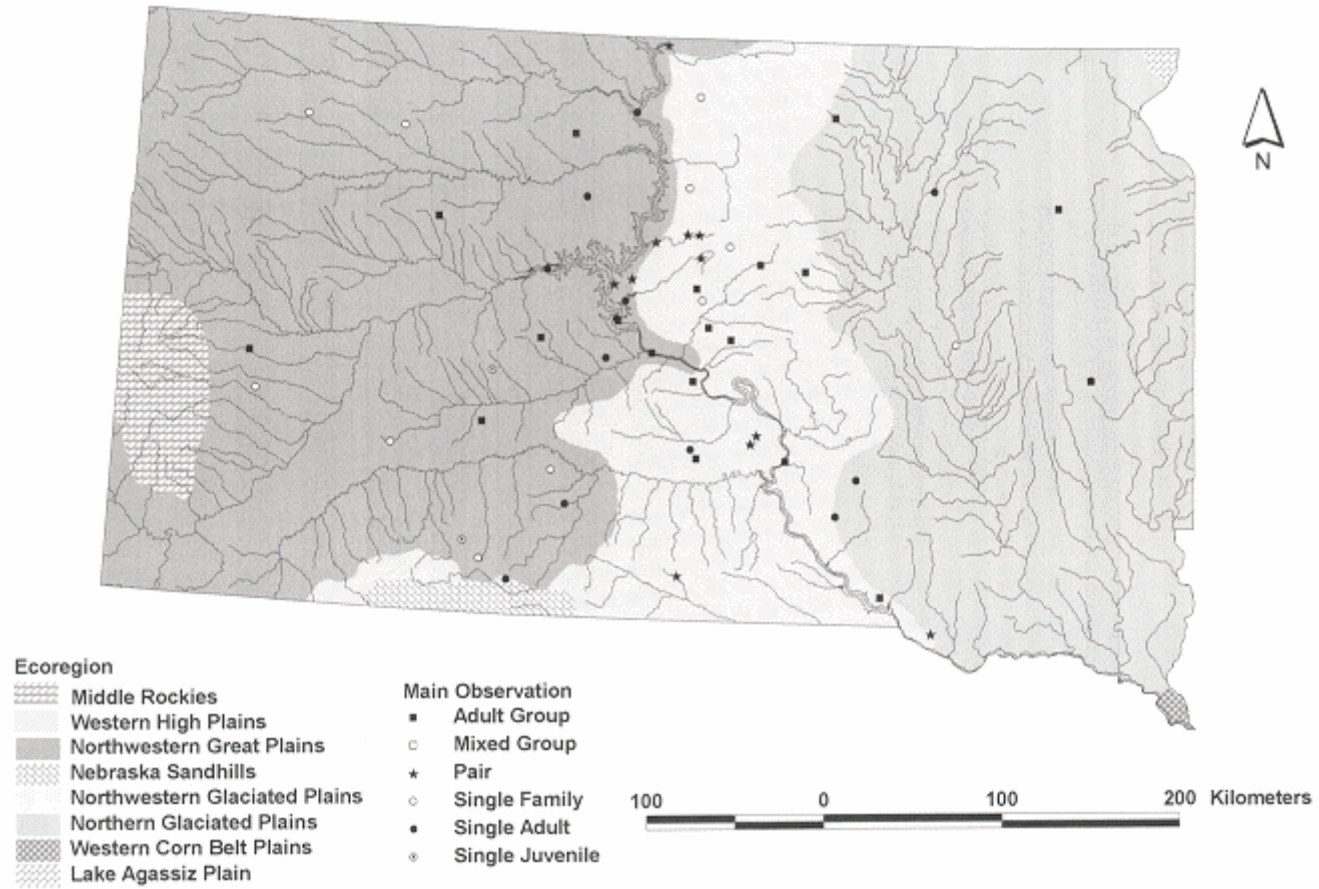 N
Ecoregion
Middle Rockies
Western High Plains
Northwestern Great Plains
Nebraska Sandhills
Northwestern Glaciated Plains
Northern Glaciated Plains
Western Corn Belt Plains
Lake Agassiz Plain
Main Observation
Adult Group
Mixed Group
Pair
Single Family
Single Adult
Single Juvenile
100 0 100 200 Kilometers